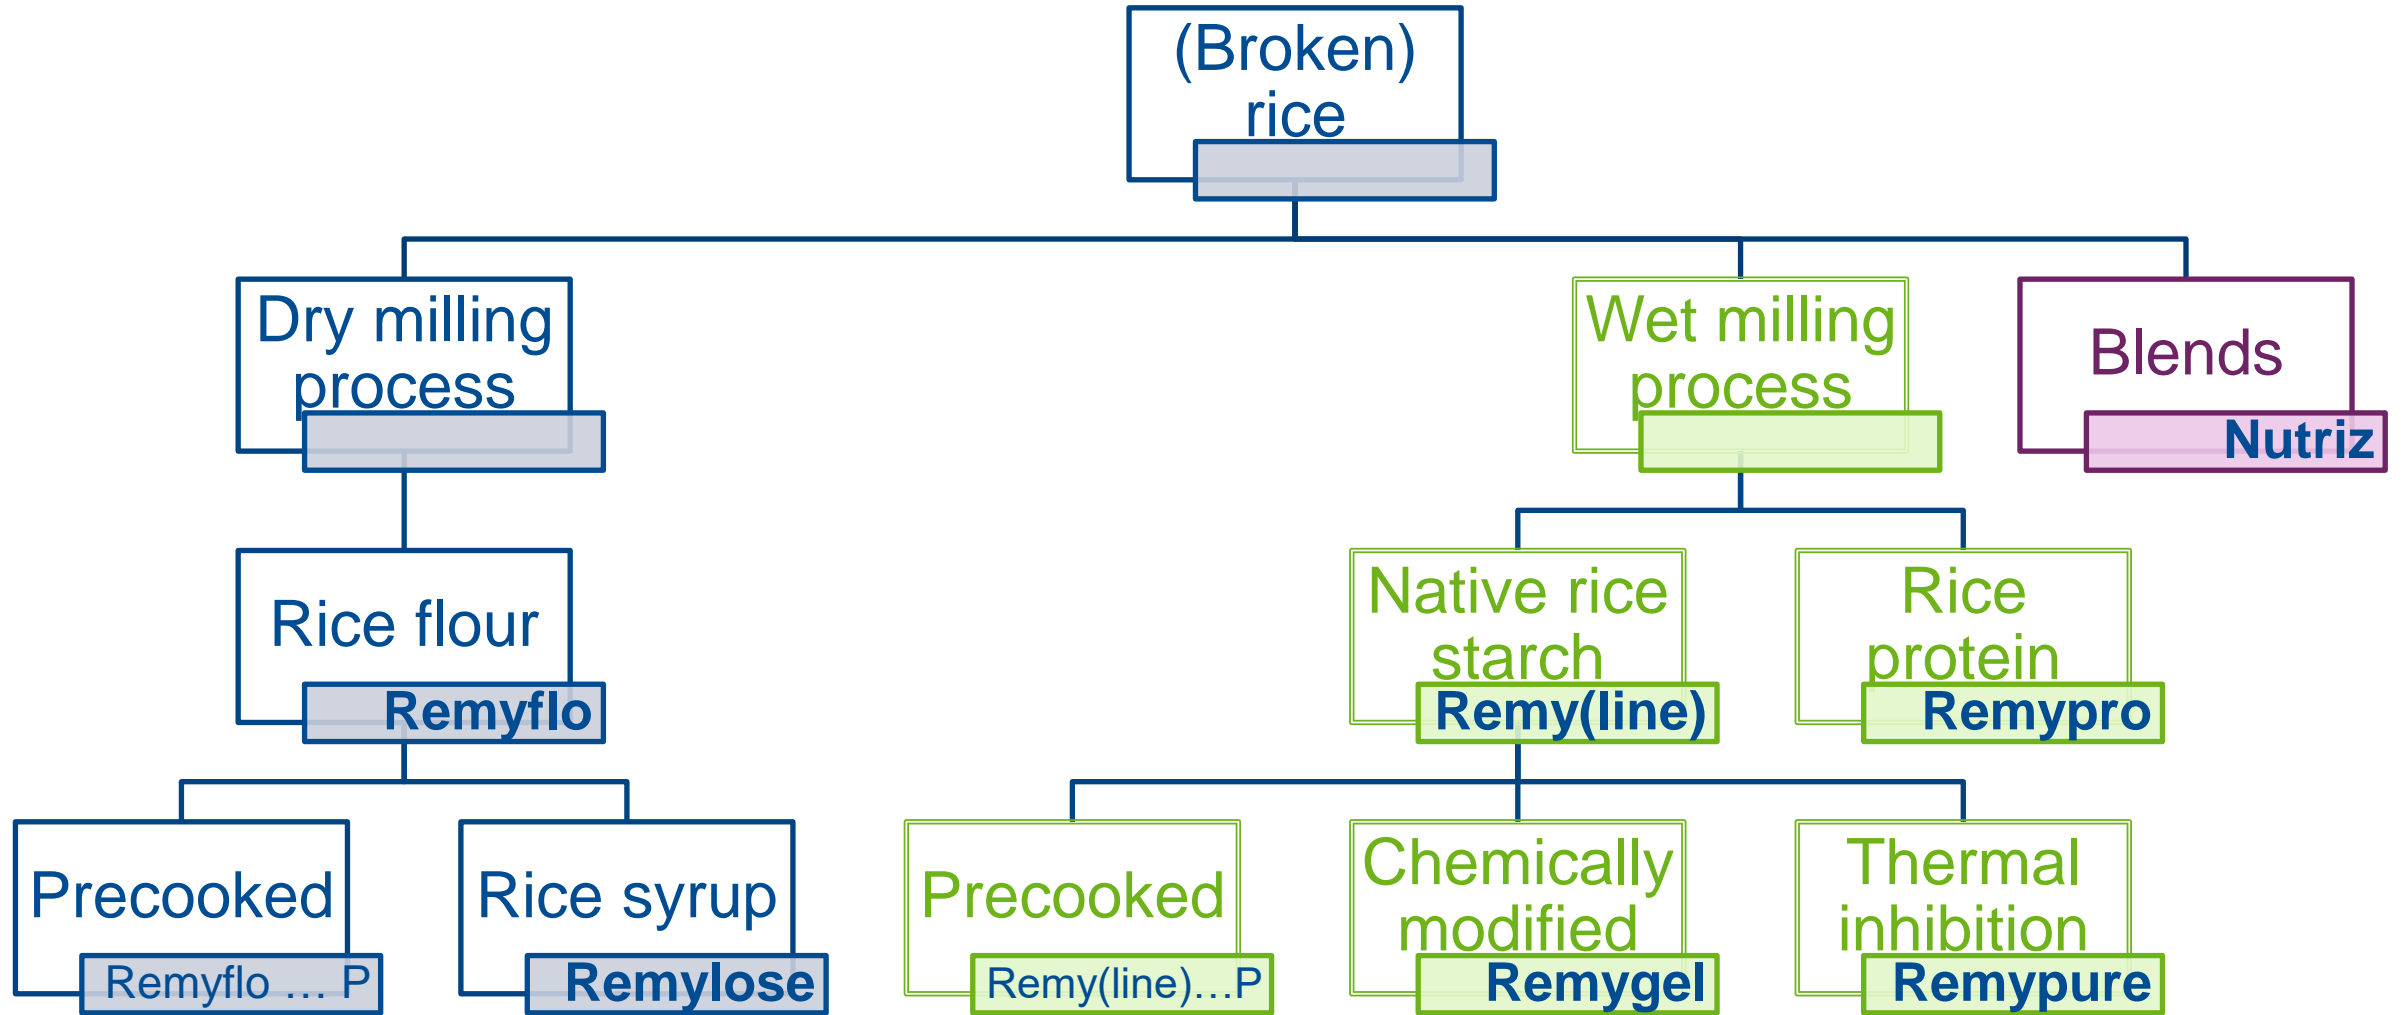 (Broken)
rice
Dry milling
process
Wet milling
process
Blends
Nutriz
Rice flour
Remyflo
Native rice
starch
Remy(line)
Rice
protein
Remypro
Precooked
Remyflo … P
Rice syrup
Remylose
Precooked
Remy(line)…P
Chemically
modified
Remygel
Thermal
inhibition
Remypure